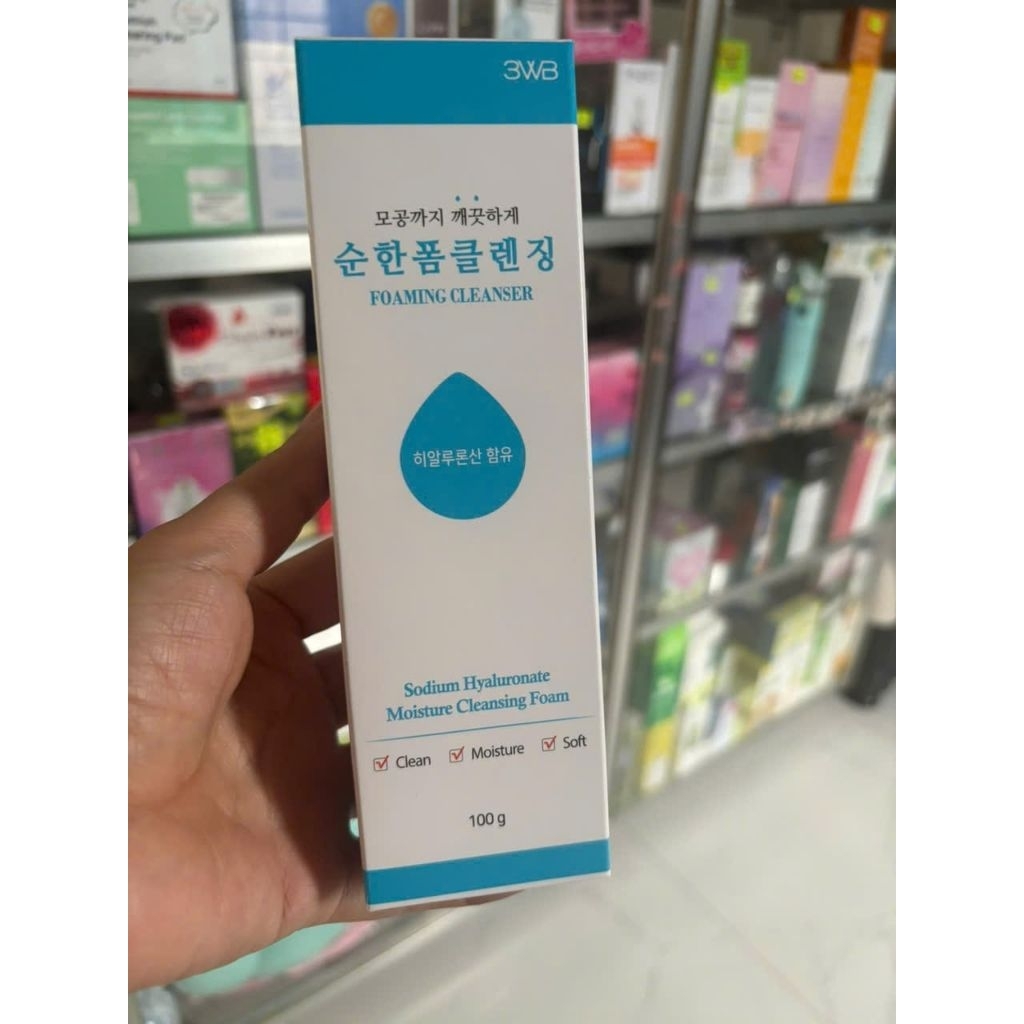 3WB
모공까지 깨끗하게
순한폼클렌징
FOAMING CLEANSER
히알루론산 함유
Sodium Hyaluronate
Moisture Cleansing Foam
Clean Moisture Soft
100 g